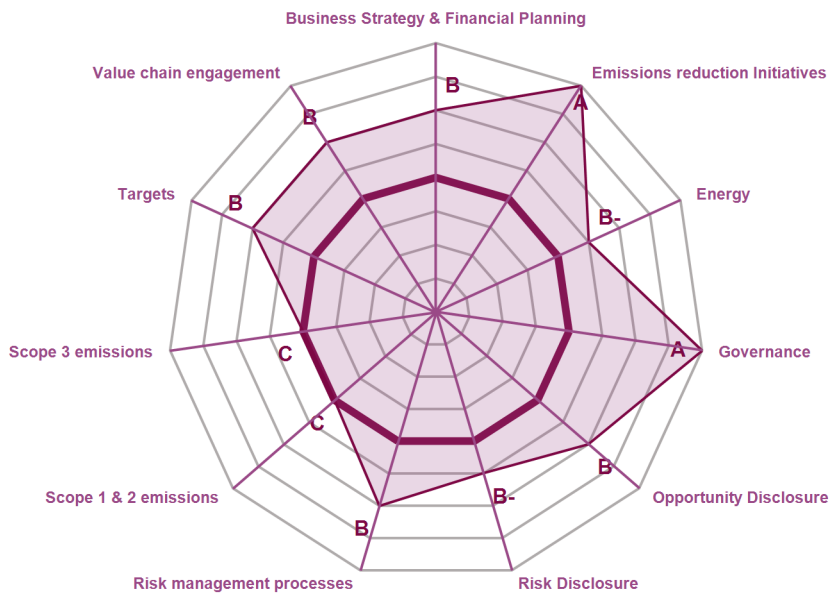 Business Strategy & Financial Planning
Value chain engagement
Emissions reduction Initiatives
B
A
B
Targets
Energy
B
B-
Scope 3 emissions
Governance
C
A
C
Scope 1 & 2 emissions
Opportunity Disclosure
B
B-
B
Risk management processes
Risk Disclosure